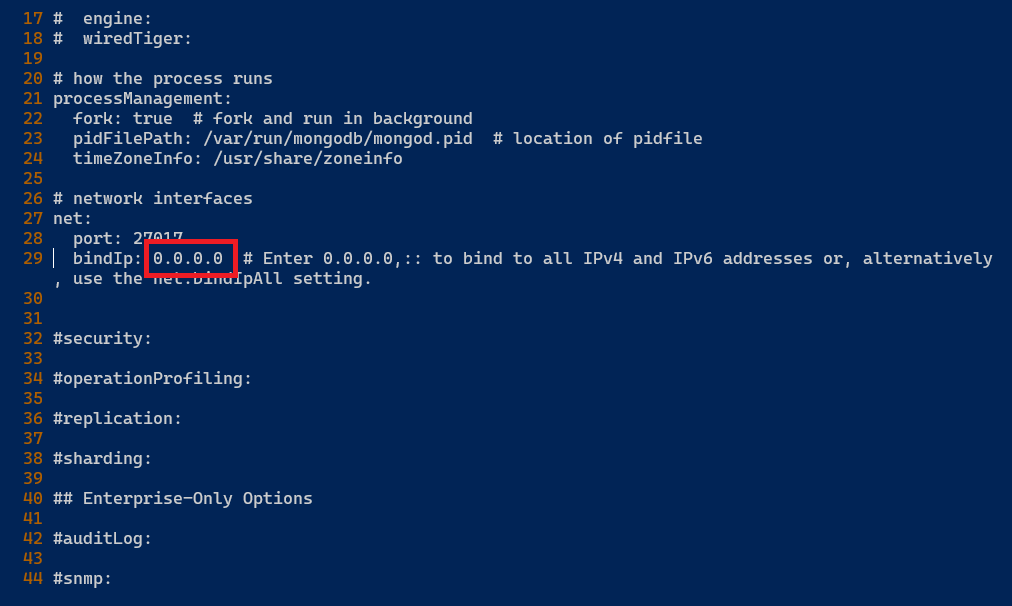 17 #  engine:
18 #  wiredTiger:
19
20 # how the process runs
21 processManagement:
22   fork: true  # fork and run in background
23   pidFilePath: /var/run/mongodb/mongod.pid  # location of pidfile
24   timeZoneInfo: /usr/share/zoneinfo
25
26 # network interfaces
27 net:
28   port: 27017
29   bindIp: 0.0.0.0  # Enter 0.0.0.0,:: to bind to all IPv4 and IPv6 addresses or, alternatively
, use the net.bindIpAll setting.
30
31
32 #security:
33
34 #operationProfiling:
35
36 #replication:
37
38 #sharding:
39
40 ## Enterprise-Only Options
41
42 #auditLog:
43
44 #snmp: